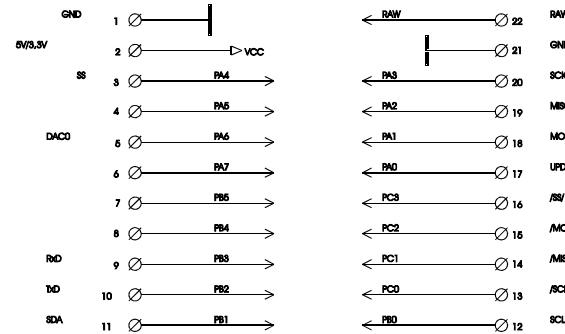 GND 1 RAW 22 RAW
5V/3,3V 2 VCC 21 GN
SS 3 PA4 PA3 20 SCK
4 PA5 PA2 19 MIS
DAC0 5 PA6 PA1 18 MO
6 PA7 PA0 17 UPD
7 PB5 PC3 16 /SS/
8 PB4 PC2 15 /MO
RxD 9 PB3 PC1 14 /MIS
TxD 10 PB2 PC0 13 /SC
SDA 11 PB1 PB0 12 SCL